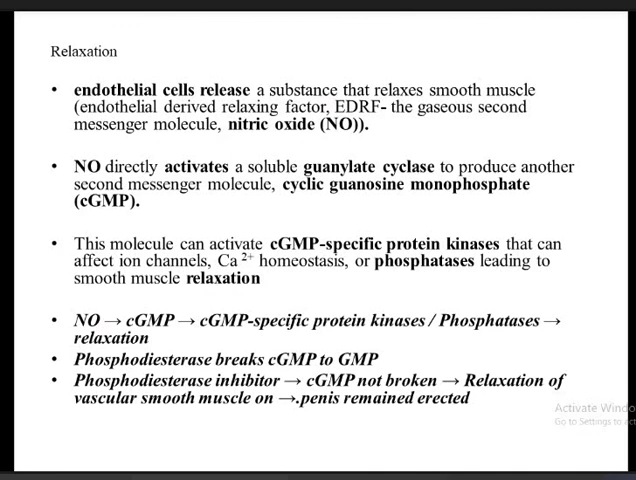 Relaxation
• endothelial cells release a substance that relaxes smooth muscle
(endothelial derived relaxing factor, EDRF- the gaseous second
messenger molecule, nitric oxide (NO)).
• NO directly activates a soluble guanylate cyclase to produce another
second messenger molecule, cyclic guanosine monophosphate
(cGMP).
• This molecule can activate cGMP-specific protein kinases that can
affect ion channels, Ca 2+ homeostasis, or phosphatases leading to
smooth muscle relaxation
• NO → cGMP → cGMP-specific protein kinases / Phosphatases →
relaxation
• Phosphodiesterase breaks cGMP to GMP
• Phosphodiesterase inhibitor → cGMP not broken → Relaxation of
vascular smooth muscle on →.penis remained erected
Activate Windo
Go to Settings to